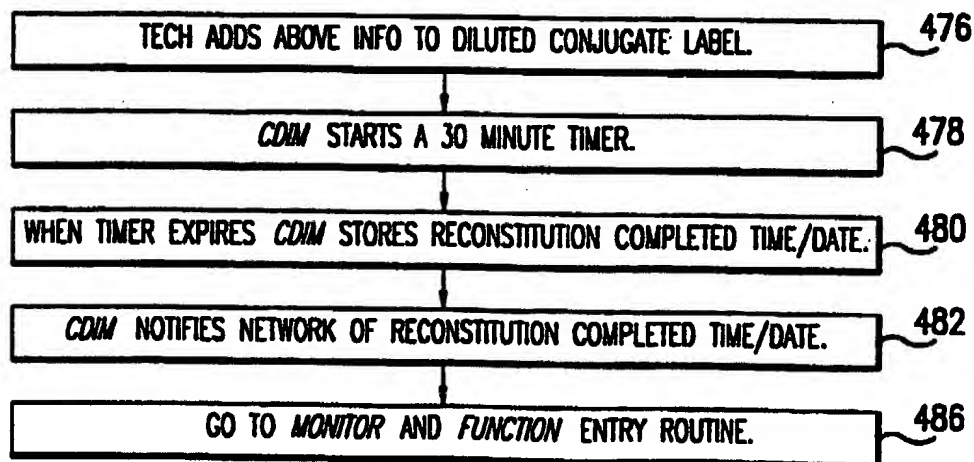 TECH ADDS ABOVE INFO TO DILUTED CONJUGATE LABEL. 476
CDIM STARTS A 30 MINUTE TIMER. 478
WHEN TIMER EXPIRES CDIM STORES RECONSTITUTION COMPLETED TIME/DATE. 480
CDIM NOTIFIES NETWORK OF RECONSTITUTION COMPLETED TIME/DATE. 482
GO TO MONITOR AND FUNCTION ENTRY ROUTINE. 486